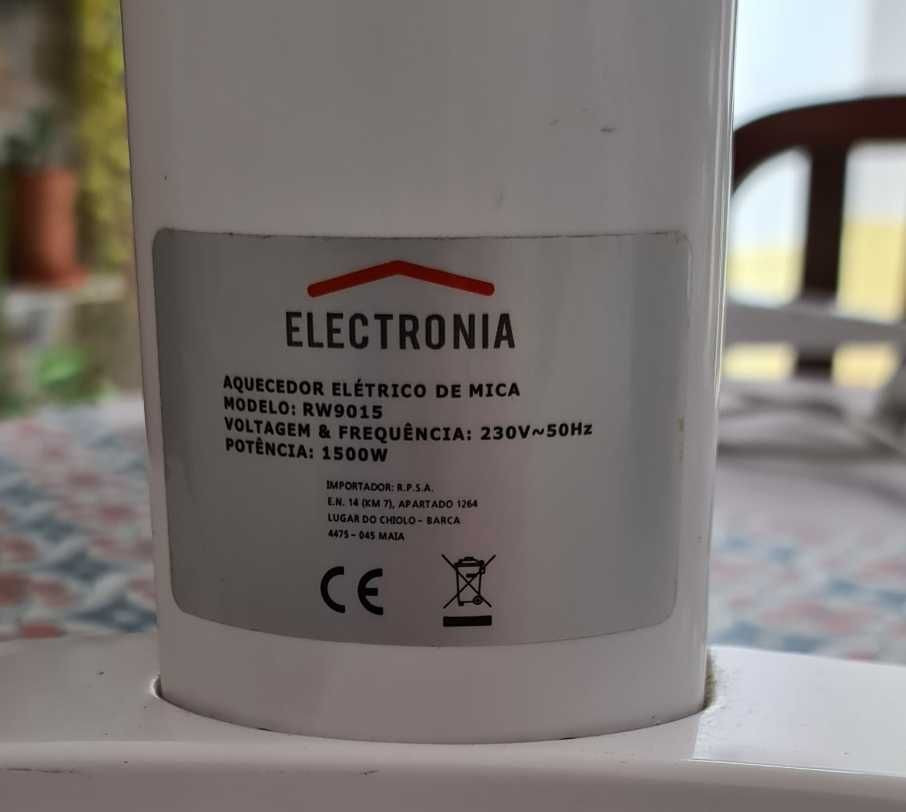 ELECTRONIA
AQUECEDOR ELÉTRICO DE MICA
MODELO: RW9015
VOLTAGEM & FREQUÊNCIA: 230V~50Hz
POTÊNCIA: 1500W
IMPORTADOR: R.P.S.A.
E.N. 14 (KM 7), APARTADO 1264
LUGAR DO CHIOLO - BARCA
4475 - 045 MAIA
CE